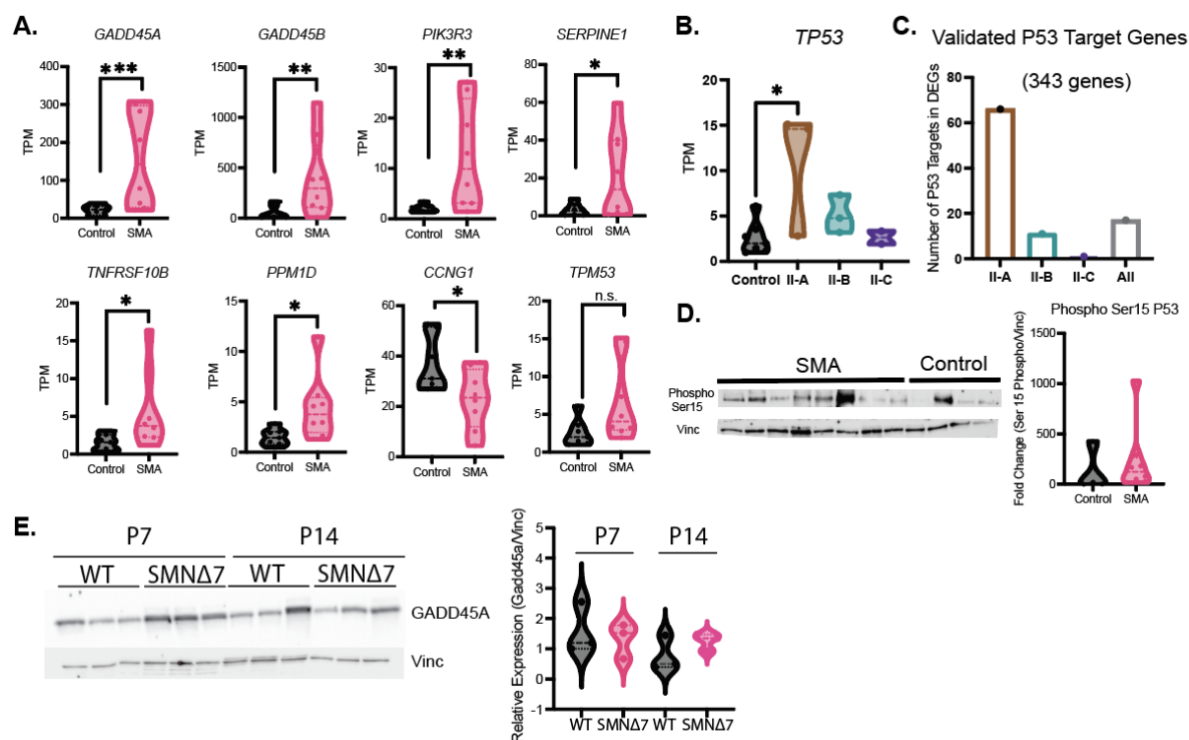 A.
GADD45A
GADD45B
PIK3R3
SERPINE1
***
**
**
*
TPM
400
300
200
100
0
Control SMA
TPM
1500
1000
500
0
Control SMA
TPM
30
20
10
0
Control SMA
TPM
80
60
40
20
0
Control SMA
TNFRSF10B
PPM1D
CCNG1
TPM53
*
*
*
n.s.
TPM
20
15
10
5
0
Control SMA
TPM
15
10
5
0
Control SMA
TPM
60
40
20
0
Control SMA
TPM
20
15
10
5
0
Control SMA
B.
TP53
*
TPM
20
15
10
5
0
Control II-A II-B II-C
C.
Validated P53 Target Genes
(343 genes)
Number of P53 Targets in DEGs
80
60
40
20
0
II-A II-B II-C All
D.
SMA Control
Phospho
Ser15
Vinc
Phospho Ser15 P53
Fold Change (Ser 15 Phospho/Vinc)
1500
1000
500
0
Control SMA
E.
P7 P14
WT SMNΔ7 WT SMNΔ7
GADD45A
Vinc
Relative Expression (Gadd45a/Vinc)
5
4
3
2
1
0
-1
P7 P14
WT SMNΔ7 WT SMNΔ7